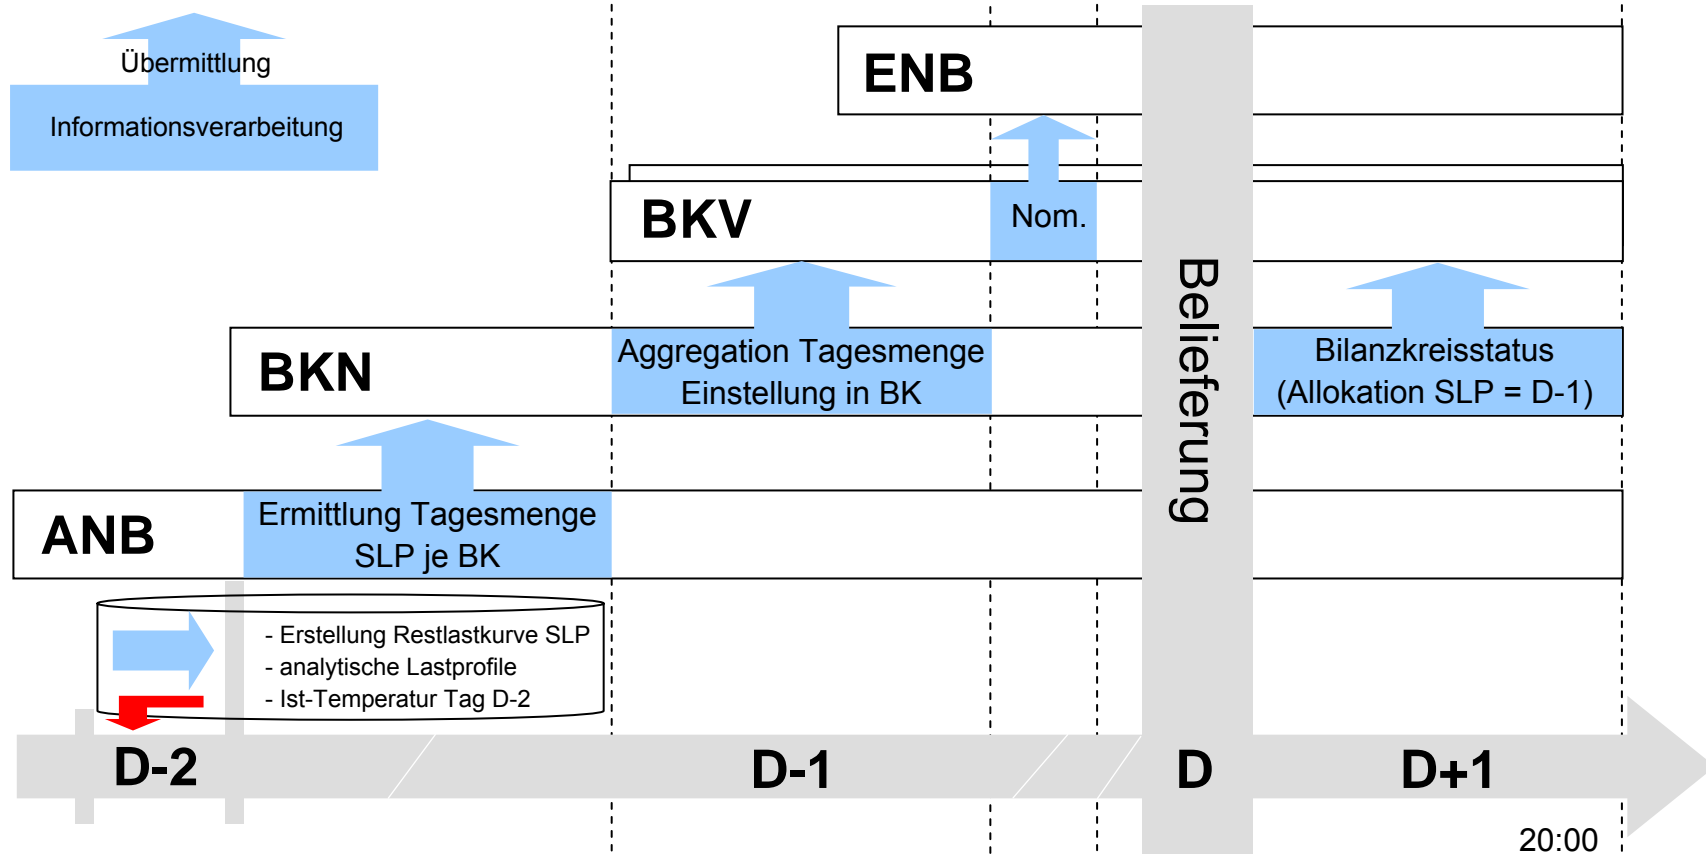 Übermittlung
Informationsverarbeitung
ENB
BKV
Nom.
Belieferung
BKN
Aggregation Tagesmenge
Einstellung in BK
Bilanzkreisstatus
(Allokation SLP = D-1)
ANB
Ermittlung Tagesmenge
SLP je BK
- Erstellung Restlastkurve SLP
- analytische Lastprofile
- Ist-Temperatur Tag D-2
D-2
D-1
D
D+1
20:00